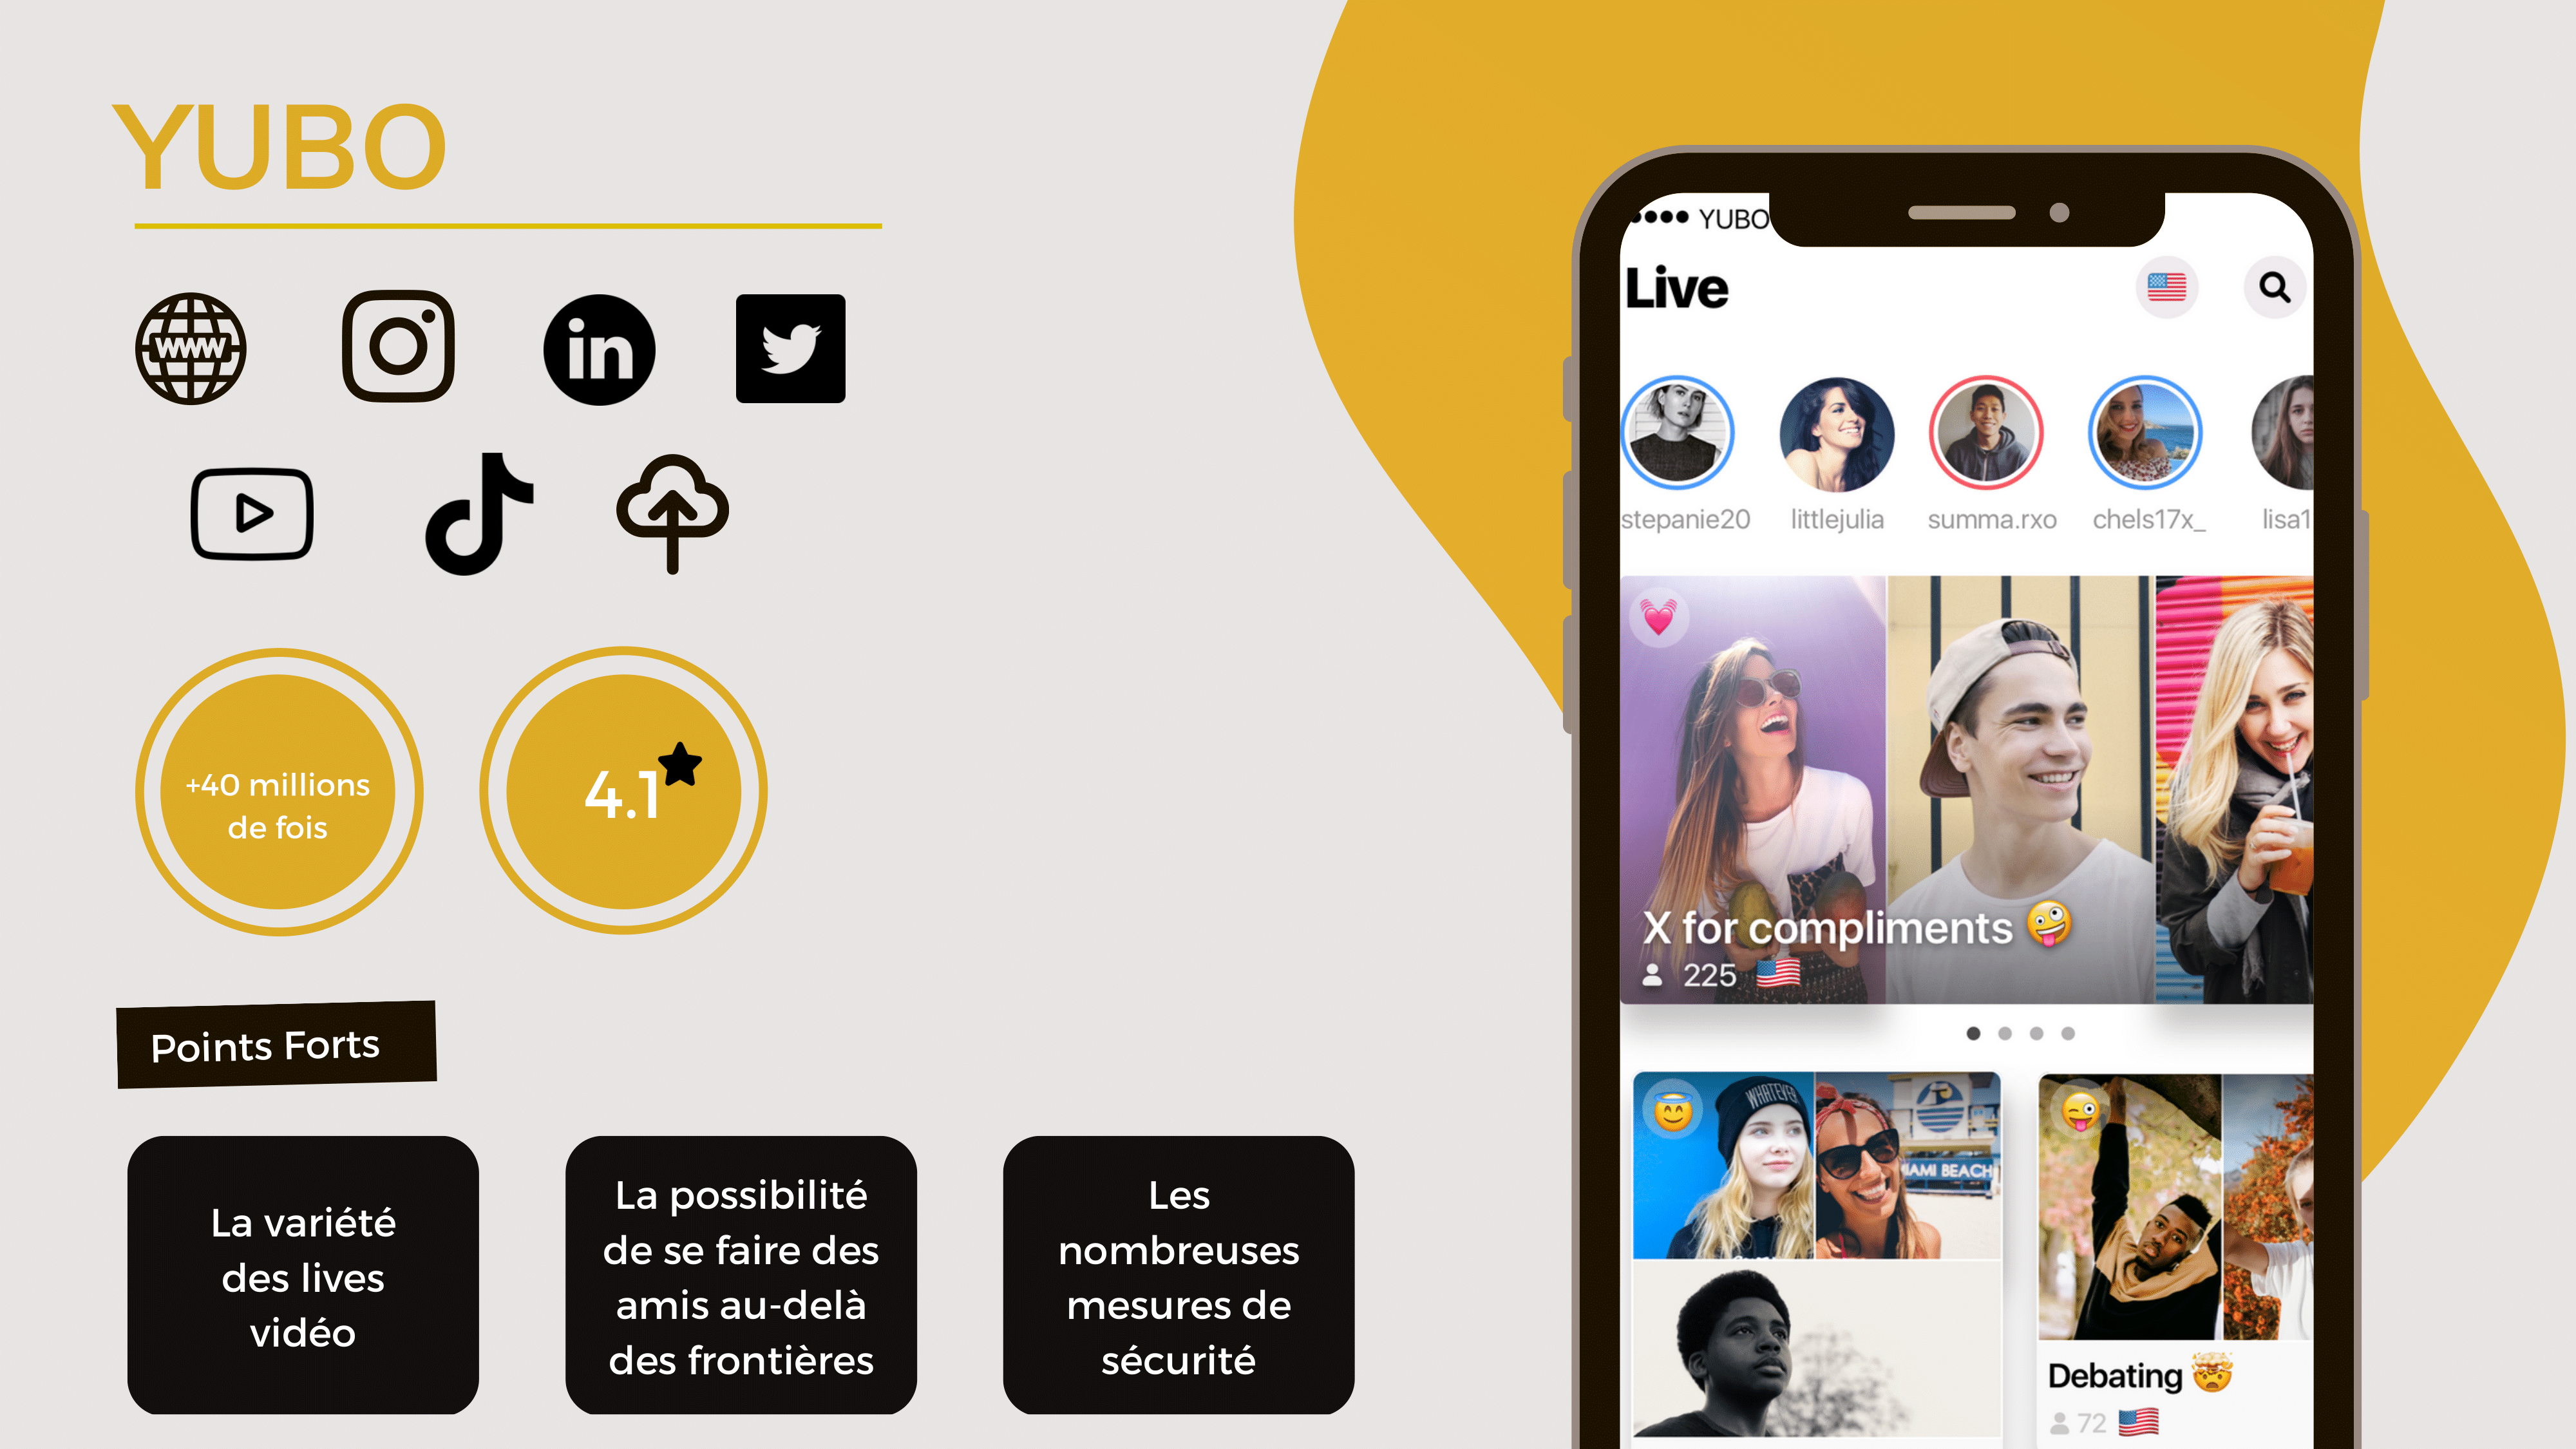 YUBO
www
in
+40 millions
de fois
4.1
Points Forts
La variété
des lives
vidéo
La possibilité
de se faire des
amis au-delà
des frontières
Les
nombreuses
mesures de
sécurité
YUBO
Live
stepanie20 littlejulia summa.rxo chels17x_ lisa1
X for compliments 🤪
225 🇺🇸
WHATEVER
IAMI BEACH
Debating 🤯
72 🇺🇸